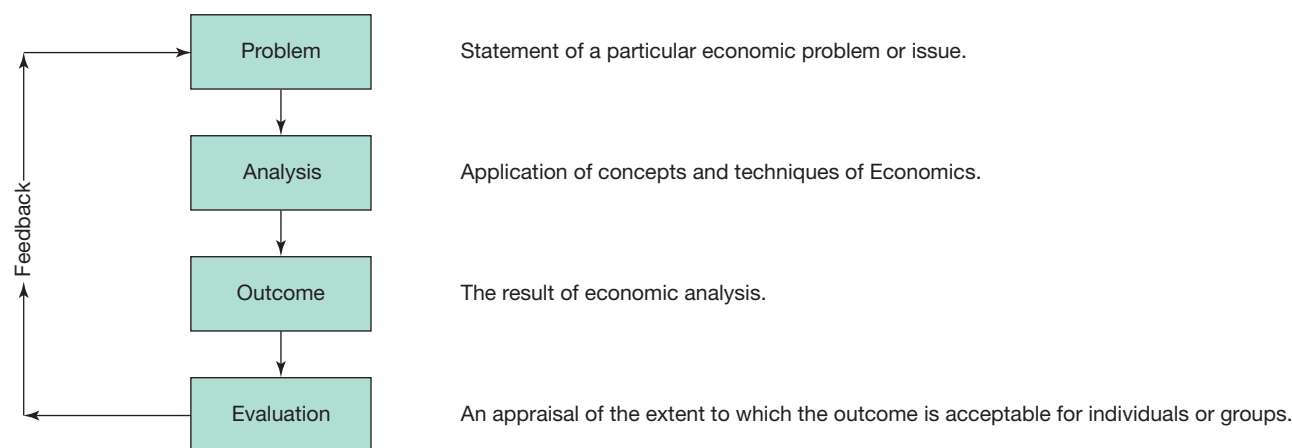 Problem
Statement of a particular economic problem or issue.
Analysis
Application of concepts and techniques of Economics.
Feedback
Outcome
The result of economic analysis.
Evaluation
An appraisal of the extent to which the outcome is acceptable for individuals or groups.